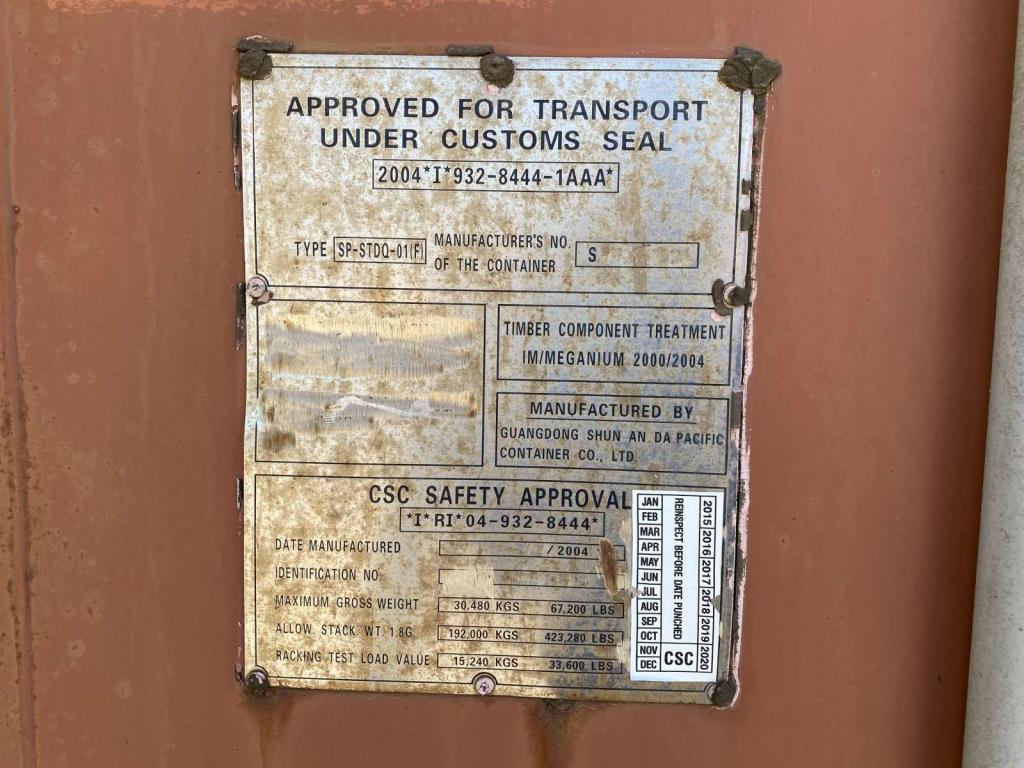 APPROVED FOR TRANSPORT
UNDER CUSTOMS SEAL
2004*I*932-8444-1AAA*
TYPE SP-STDQ-01(F) MANUFACTURER'S NO. OF THE CONTAINER S
TIMBER COMPONENT TREATMENT
IM/MEGANIUM 2000/2004
MANUFACTURED BY
GUANGDONG SHUN AN DA PACIFIC
CONTAINER CO., LTD.
CSC SAFETY APPROVAL
*I*RI*04-932-8444*
DATE MANUFACTURED /2004
IDENTIFICATION NO.
MAXIMUM GROSS WEIGHT 30,480 KGS 67,200 LBS
ALLOW. STACK. WT. 1.8G. 192,000 KGS 423,280 LBS
RACKING TEST LOAD VALUE 15,240 KGS 33,600 LBS
JAN
FEB
MAR
APR
MAY
JUN
JUL
AUG
SEP
OCT
NOV
DEC
REINSPECT BEFORE DATE PUNCHED
CSC
2015 2016 2017 2018 2019 2020